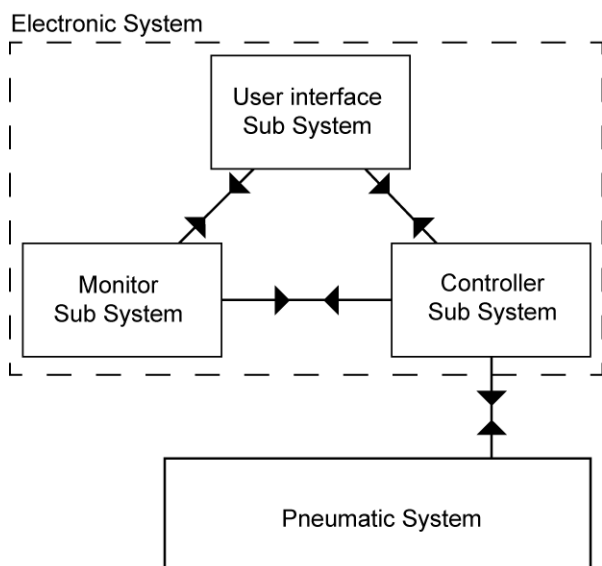 Electronic System
User interface
Sub System
Monitor
Sub System
Controller
Sub System
Pneumatic System